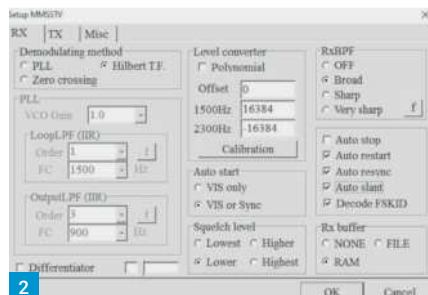 Setup MMSSTV
RX TX Misc
Demodulating method
PLL Hilbert T.F.
Zero crossing
PLL
VCO Gain 1.0
LoopLPF (IIR)
Order 1 f
FC 1500 Hz
OutputLPF (IIR)
Order 3 f
FC 900 Hz
Differentiator
Level converter
Polynomial
Offset 0
1500Hz 16384
2300Hz -16384
Calibration
Auto start
VIS only
VIS or Sync
Squelch level
Lowest Higher
Lower Highest
RxBPF
OFF
Broad
Sharp
Very sharp f
Auto stop
Auto restart
Auto resync
Auto slant
Decode FSKID
Rx buffer
NONE FILE
RAM
OK Cancel
2